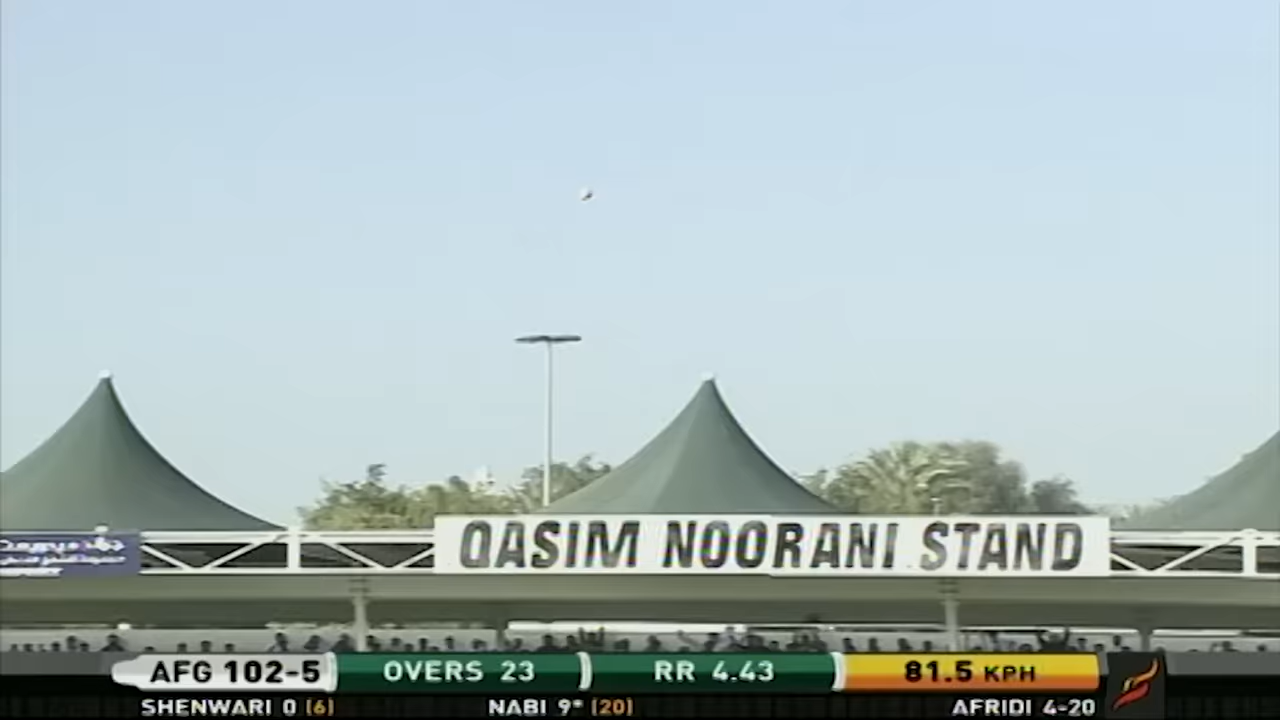 QASIM NOORANI STAND
AFG 102-5 OVERS 23 RR 4.43 81.5 KPH
SHENWARI 0 (6) NABI 9* (20) AFRIDI 4-20